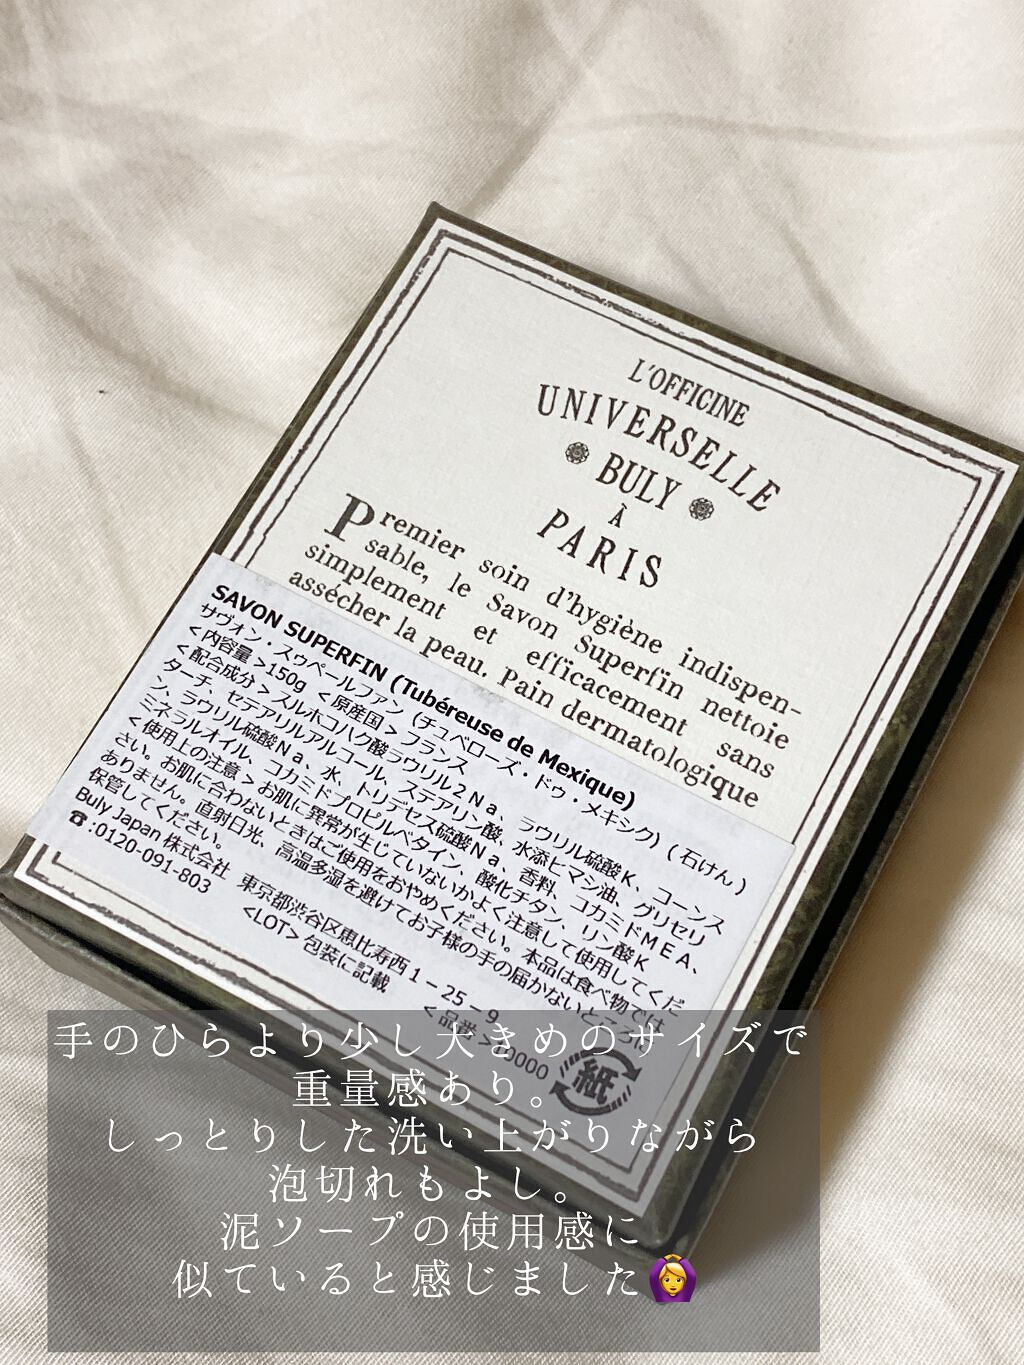 L'OFFICINE
UNIVERSELLE
BULY
À
PARIS
Premier soin d'hygiène indispen-
sable, le Savon Superfin nettoie
simplement et efficacement sans
assécher la peau. Pain dermatologique
SAVON SUPERFIN (Tubéreuse de Mexique)
サヴォン・スゥペールファン (チュベローズ・ドゥ・メキシク) (石けん)
<内容量>150g <原産国> フランス
<配合成分> スルホコハク酸ラウリル2Na、ラウリル硫酸K、コーンス
ターチ、セテアリルアルコール、ステアリン酸、水添ヒマシ油、グリセリ
ン、ラウリル硫酸Na、水、トリデセス硫酸Na、香料、コカミドMEA、
ミネラルオイル、コカミドプロピルベタイン、酸化チタン、リン酸K
<使用上の注意> お肌に異常が生じていないかよく注意して使用してくだ
さい。お肌に合わないときはご使用をおやめください。本品は食べ物では
ありません。直射日光、高温多湿を避けてお子様の手の届かないところに
保管してください。
Buly Japan 株式会社 東京都渋谷区恵比寿西1-25-9
☎:0120-091-803 <LOT> 包装に記載
<品番>
紙
手のひらより少し大きめのサイズで
重量感あり。
しっとりした洗い上がりながら
泡切れもよし。
泥ソープの使用感に
似ていると感じました🙆‍♀️